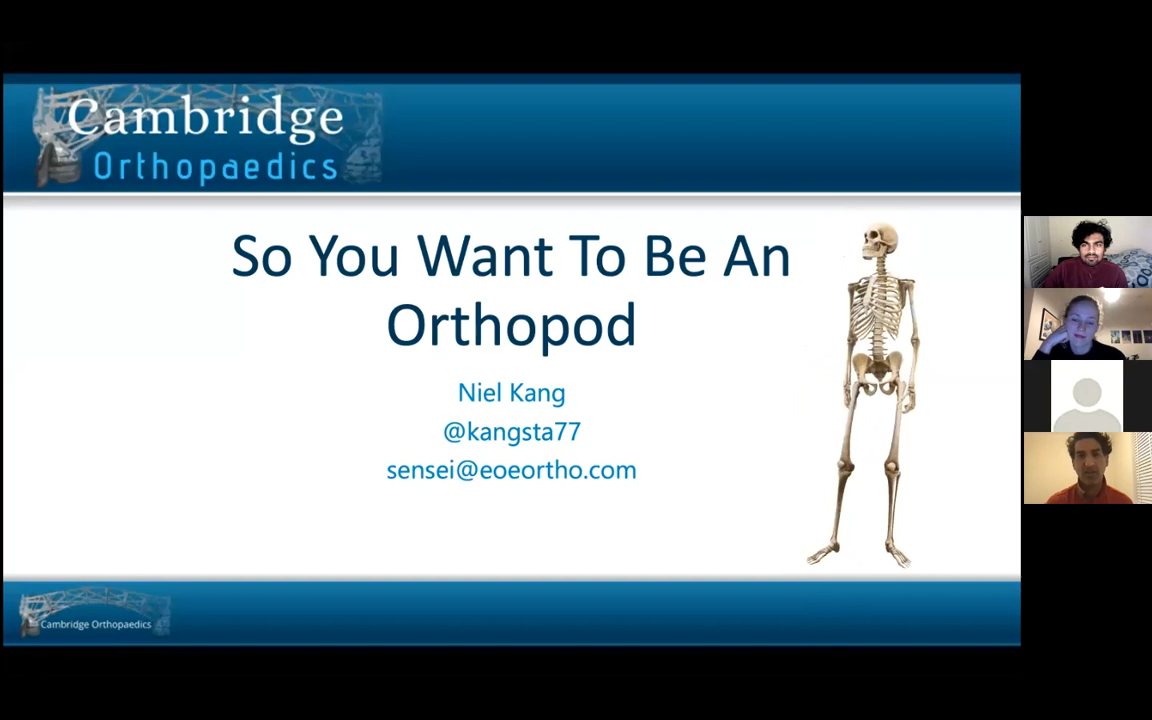 Cambridge
Orthopaedics
So You Want To Be An
Orthopod
Niel Kang
@kangsta77
sensei@eoeortho.com
Cambridge Orthopaedics